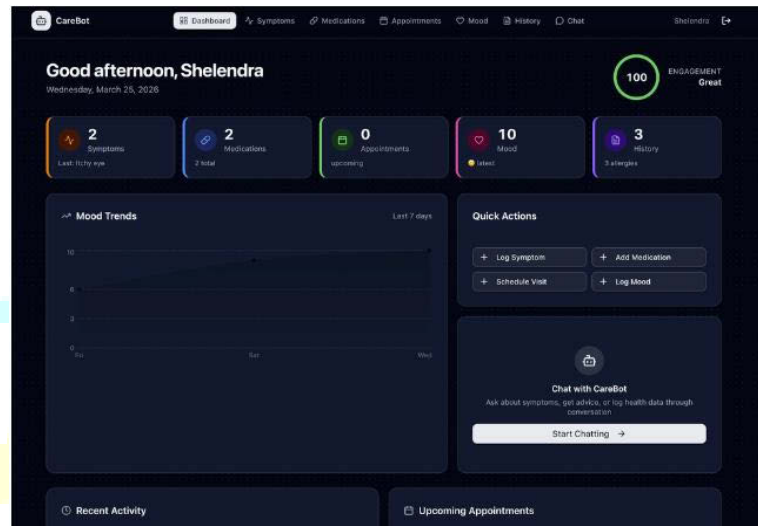 CareBot
Dashboard
Symptoms
Medications
Appointments
Mood
History
Chat
Shelendra
Good afternoon, Shelendra
Wednesday, March 25, 2026
100
ENGAGEMENT
Great
2
Symptoms
Last: Itchy eye
2
Medications
2 total
0
Appointments
upcoming
10
Mood
latest
3
History
3 allergies
Mood Trends
Last 7 days
10
6
3
0
Fri
Sat
Wed
Quick Actions
+ Log Symptom
+ Add Medication
+ Schedule Visit
+ Log Mood
Chat with CareBot
Ask about symptoms, get advice, or log health data through
conversation
Start Chatting →
Recent Activity
Upcoming Appointments